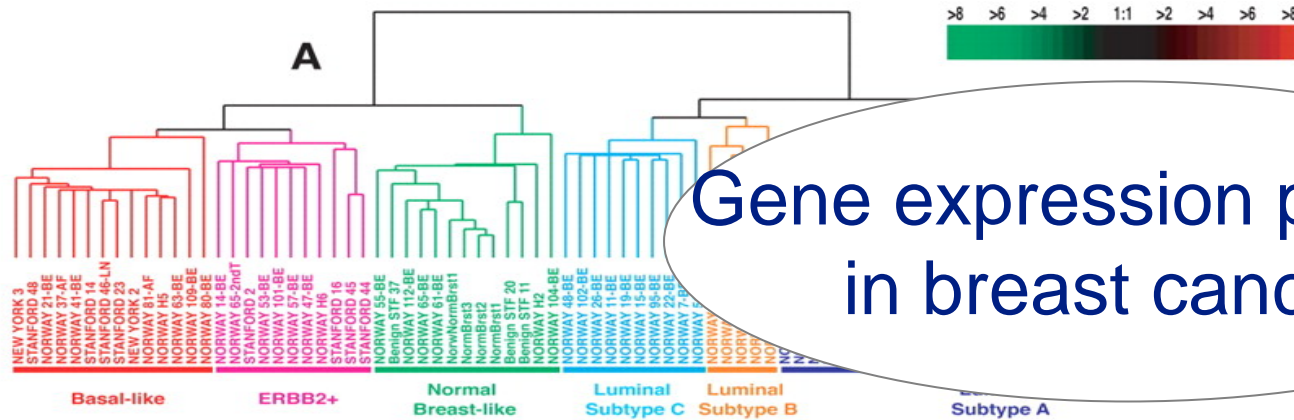 >8 >6 >4 >2 1:1 >2 >4 >6 >8
A
Gene expression p
in breast canc
NEW YORK 3
STANFORD 48
NORWAY 21-BE
NORWAY 37-AF
NORWAY 41-BE
STANFORD 14
STANFORD 46-LN
STANFORD 23
NEW YORK 2
NORWAY 81-AF
NORWAY H5
NORWAY 63-BE
NORWAY 109-BE
NORWAY 80-BE
NORWAY 14-BE
NORWAY 65-2ndT
STANFORD 2
NORWAY 53-BE
NORWAY 101-BE
NORWAY 57-BE
NORWAY 47-BE
NORWAY H6
STANFORD 16
STANFORD 45
STANFORD 44
NORWAY 55-BE
Benign STF 37
NORWAY 112-BE
NORWAY 65-BE
NORWAY 61-BE
NorwNormBrst1
NormBrst3
NormBrst2
NormBrst1
Benign STF 20
Benign STF 11
NORWAY H2
NORWAY 104-BE
NORWAY 48-BE
NORWAY 102-BE
NORWAY 26-BE
NORWAY 11-BE
NORWAY 19-BE
NORWAY 15-BE
NORWAY 95-BE
NORWAY 22-BE
NORWAY 7-BE
NORWAY 5
Basal-like
ERBB2+
Normal
Breast-like
Luminal
Subtype C
Luminal
Subtype B
Subtype A